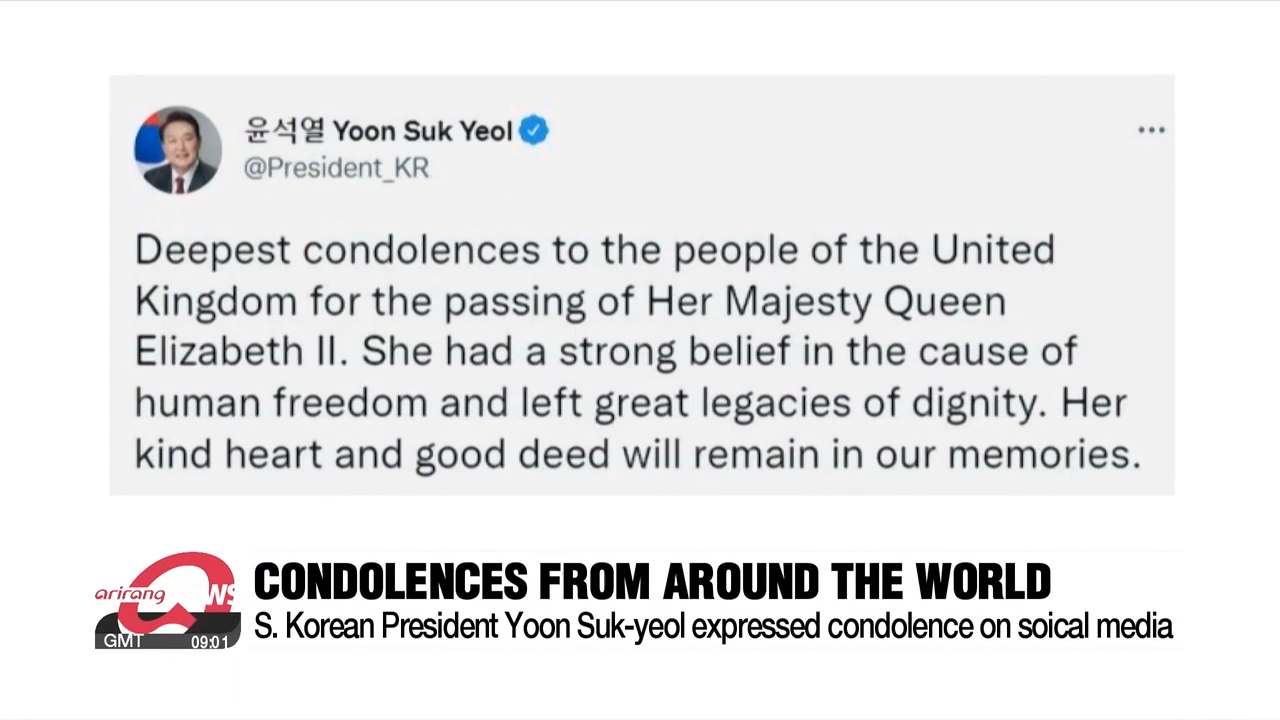 윤석열 Yoon Suk Yeol
@President_KR
Deepest condolences to the people of the United
Kingdom for the passing of Her Majesty Queen
Elizabeth II. She had a strong belief in the cause of
human freedom and left great legacies of dignity. Her
kind heart and good deed will remain in our memories.
CONDOLENCES FROM AROUND THE WORLD
S. Korean President Yoon Suk-yeol expressed condolence on soical media
arirang
GMT 09:01